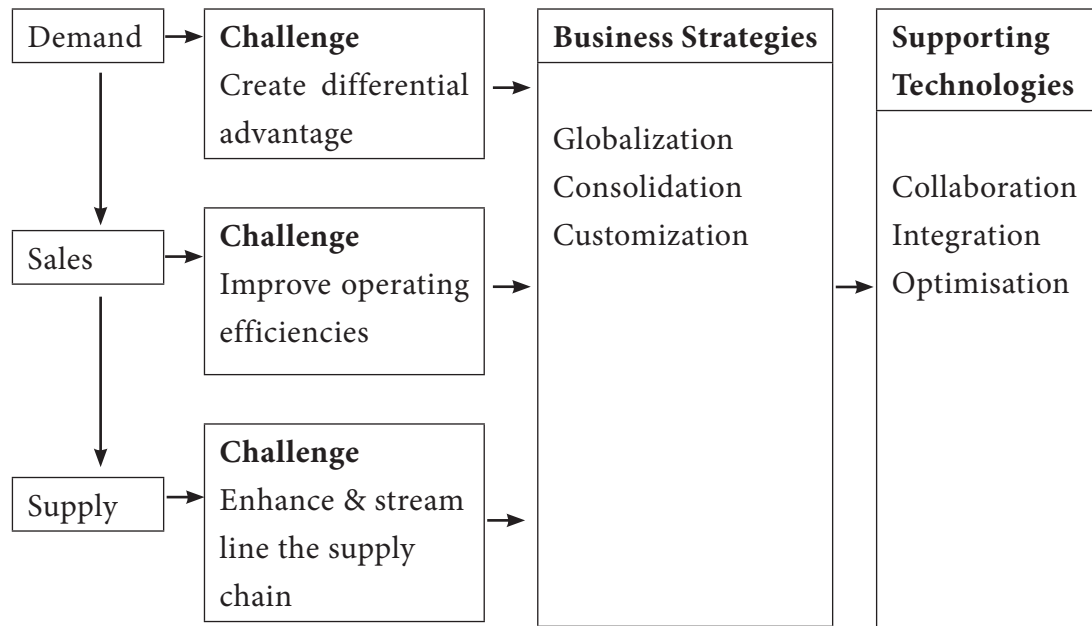 Demand
Challenge
Create differential
advantage
Sales
Challenge
Improve operating
efficiencies
Supply
Challenge
Enhance & stream
line the supply
chain
Business Strategies
Globalization
Consolidation
Customization
Supporting
Technologies
Collaboration
Integration
Optimisation